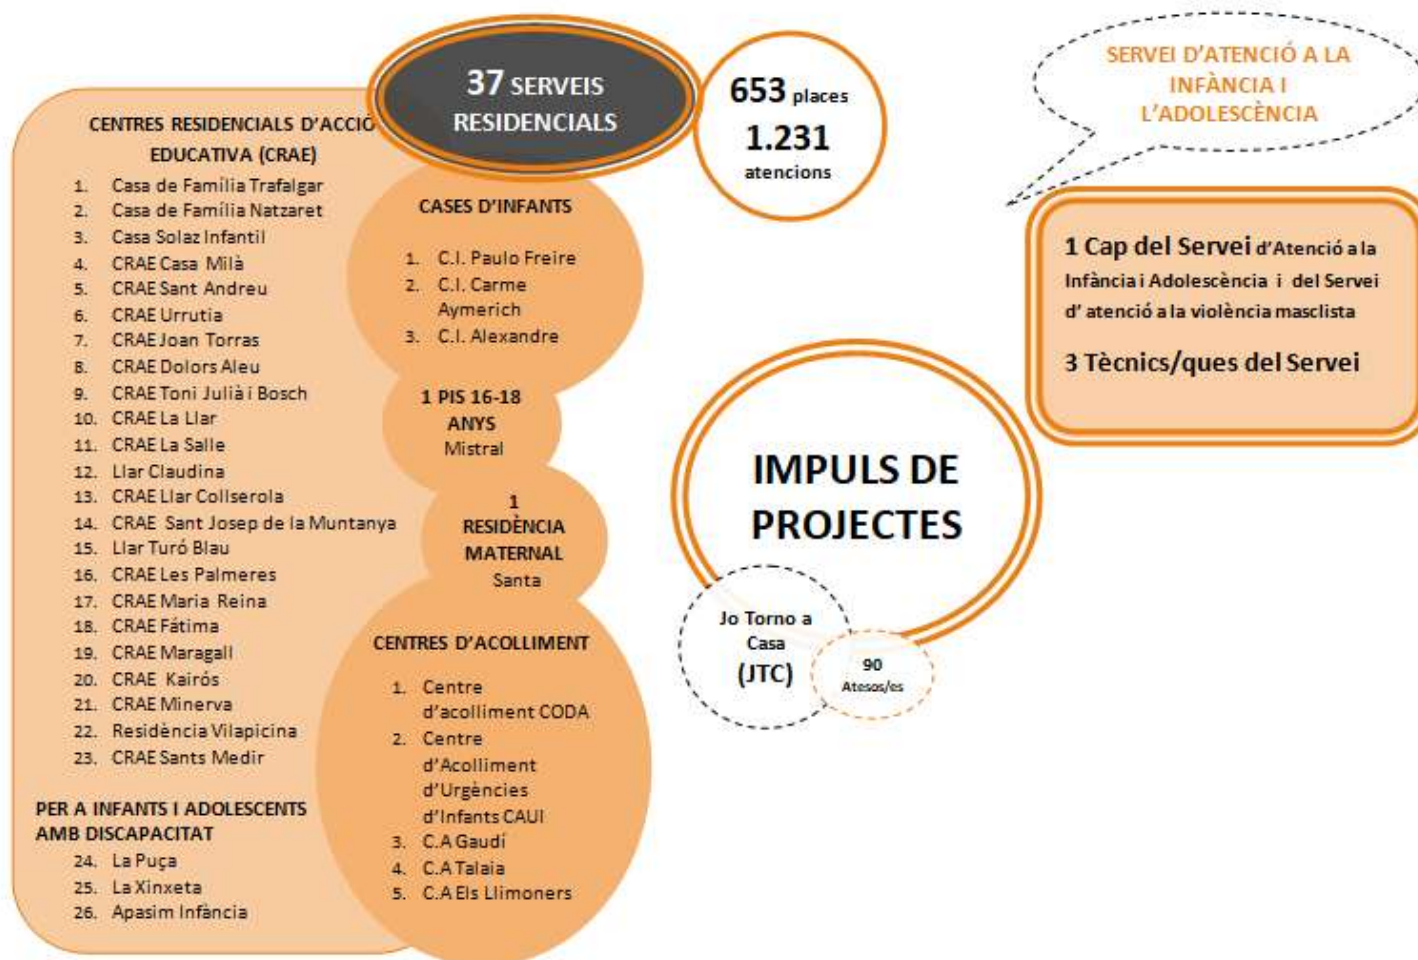 37 SERVEIS
RESIDENCIALS
653 places
1.231
atencions
SERVEI D'ATENCIÓ A LA
INFÀNCIA I
L'ADOLESCÈNCIA
CENTRES RESIDENCIALS D'ACCIÓ
EDUCATIVA (CRAE)
1. Casa de Família Trafalgar
2. Casa de Família Natzaret
3. Casa Solaz Infantil
4. CRAE Casa Milà
5. CRAE Sant Andreu
6. CRAE Urrutia
7. CRAE Joan Torras
8. CRAE Dolors Aleu
9. CRAE Toni Julià i Bosch
10. CRAE La Llar
11. CRAE La Salle
12. Llar Claudina
13. CRAE Llar Collserola
14. CRAE Sant Josep de la Muntanya
15. Llar Turó Blau
16. CRAE Les Palmeres
17. CRAE Maria Reina
18. CRAE Fátima
19. CRAE Maragall
20. CRAE Kairós
21. CRAE Minerva
22. Residència Vilapicina
23. CRAE Sants Medir
PER A INFANTS I ADOLESCENTS
AMB DISCAPACITAT
24. La Puça
25. La Xinxeta
26. Apasim Infància
CASES D'INFANTS
1. C.I. Paulo Freire
2. C.I. Carme
Aymerich
3. C.I. Alexandre
1 PIS 16-18
ANYS
Mistral
1
RESIDÈNCIA
MATERNAL
Santa
CENTRES D'ACOLLIMENT
1. Centre
d'acolliment CODA
2. Centre
d'Acolliment
d'Urgències
d'Infants CAUI
3. C.A Gaudí
4. C.A Talaia
5. C.A Els Llimoners
1 Cap del Servei d'Atenció a la
Infància i Adolescència i del Servei
d' atenció a la violència masclista
3 Tècnics/ques del Servei
IMPULS DE
PROJECTES
Jo Torno a
Casa
(JTC)
90
Atesos/es